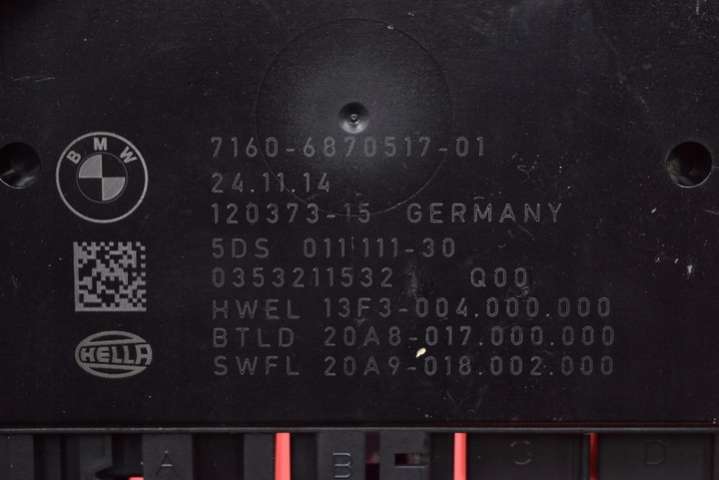 BMW
7160-6870517-01
24.11.14
120373-15 GERMANY
5DS 011111-30
0353211532 Q00
HWEL 13F3-004.000.000
BTLD 20A8-017.000.000
HELLA
SWFL 20A9-018.002.000
A B C D